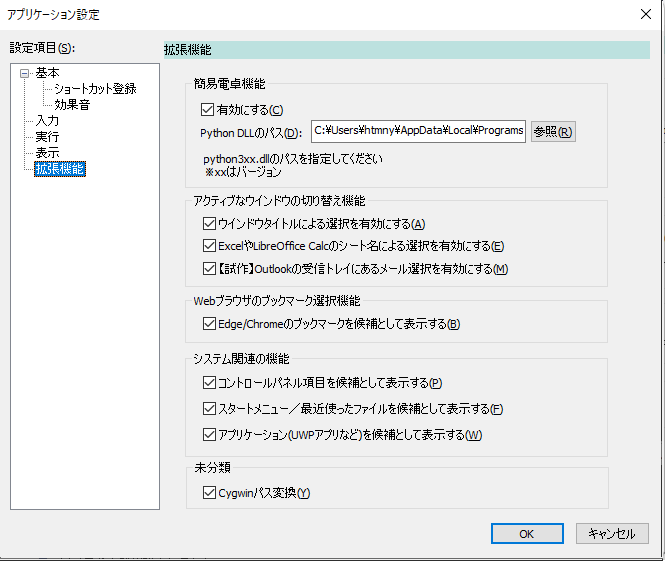 アプリケーション設定
設定項目(S):
基本
ショートカット登録
効果音
入力
実行
表示
拡張機能
拡張機能
簡易電卓機能
有効にする(C)
Python DLLのパス(D):
C:¥Users¥htmny¥AppData¥Local¥Programs
参照(R)
python3xx.dllのパスを指定してください
※xxはバージョン
アクティブなウインドウの切り替え機能
ウインドウタイトルによる選択を有効にする(A)
ExcelやLibreOffice Calcのシート名による選択を有効にする(E)
【試作】Outlookの受信トレイにあるメール選択を有効にする(M)
Webブラウザのブックマーク選択機能
Edge/Chromeのブックマークを候補として表示する(B)
システム関連の機能
コントロールパネル項目を候補として表示する(P)
スタートメニュー／最近使ったファイルを候補として表示する(F)
アプリケーション(UWPアプリなど)を候補として表示する(W)
未分類
Cygwinパス変換(Y)
OK
キャンセル